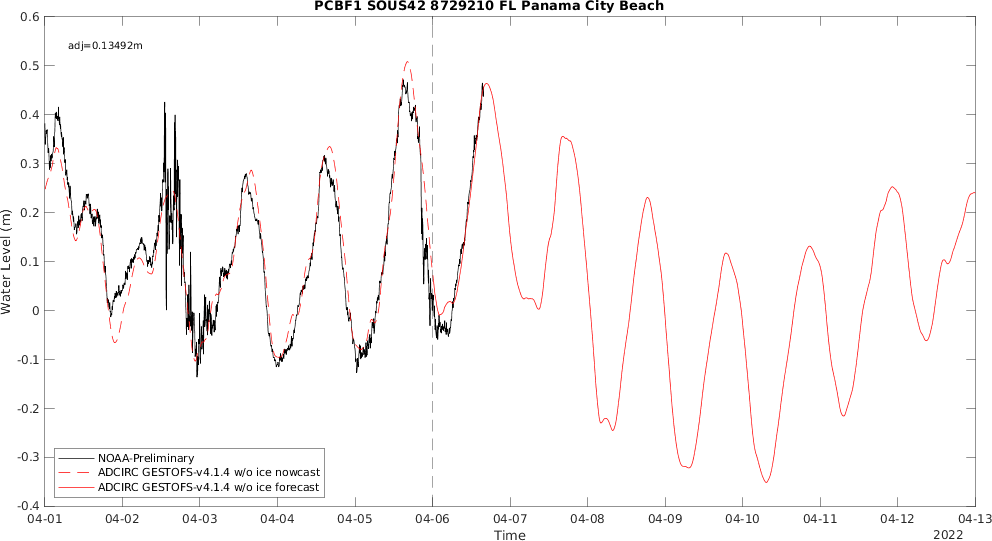 PCBF1 SOUS42 8729210 FL Panama City Beach
adj=0.13492m
0.6
0.5
0.4
0.3
0.2
0.1
0
-0.1
-0.2
-0.3
-0.4
Water Level (m)
NOAA-Preliminary
ADCIRC GESTOFS-v4.1.4 w/o ice nowcast
ADCIRC GESTOFS-v4.1.4 w/o ice forecast
04-01 04-02 04-03 04-04 04-05 04-06 04-07 04-08 04-09 04-10 04-11 04-12 04-13
Time
2022